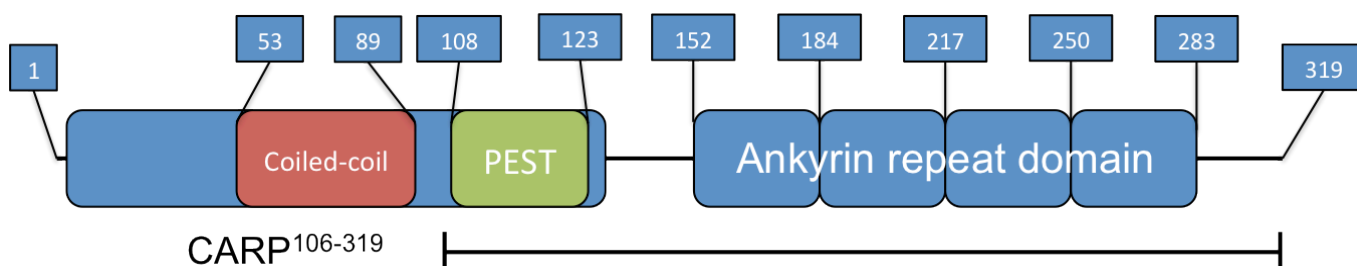 53 89 108 123 152 184 217 250 283
1 319
Coiled-coil PEST Ankyrin repeat domain
CARP106-319